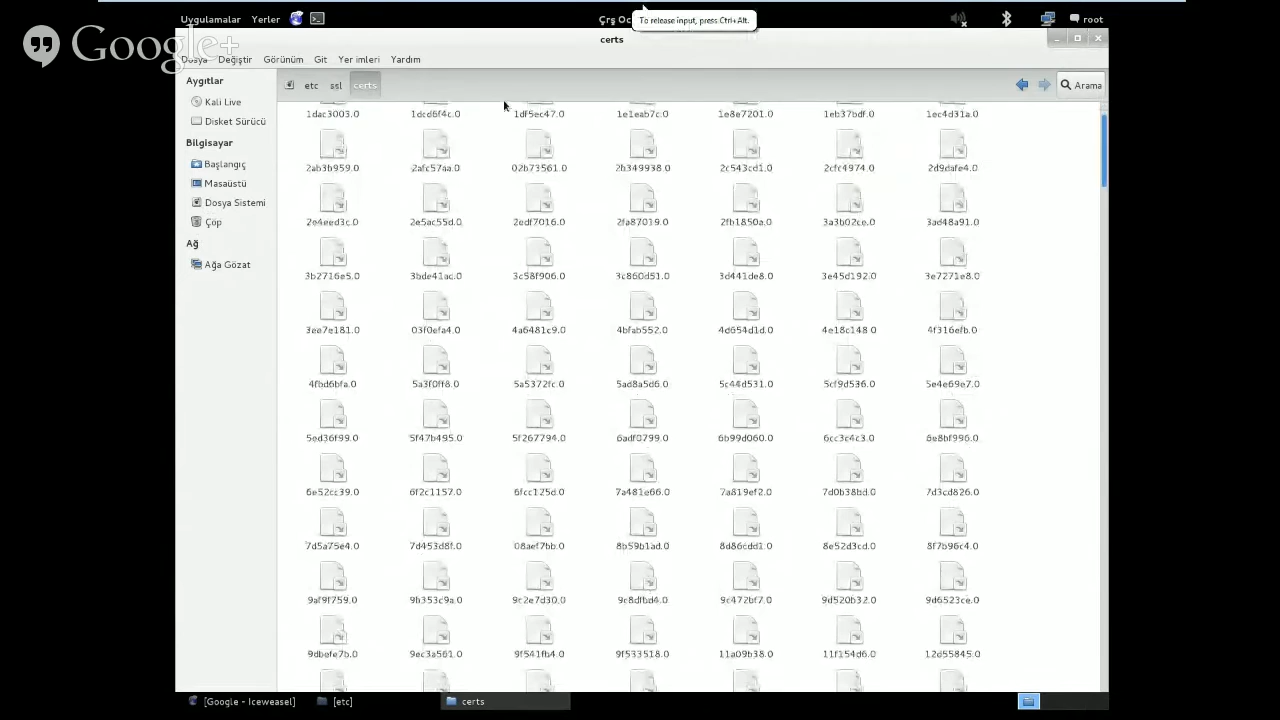 Uygulamalar Yerler
Çrş Oc
To release input, press Ctrl+Alt.
root
Google+
certs
Dosya Değiştir Görünüm Git Yer imleri Yardım
Aygıtlar
etc ssl certs
Arama
Kali Live
Disket Sürücü
Bilgisayar
Başlangıç
Masaüstü
Dosya Sistemi
Çöp
Ağ
Ağa Gözat
1dac3003.0 1dcd6f4c.0 1df5ec47.0 1e1eab7c.0 1e8e7201.0 1eb37bdf.0 1ec4d31a.0
2ab3b959.0 2afc57aa.0 02b73561.0 2b349938.0 2c543cd1.0 2cfc4974.0 2d9dafe4.0
2e4eed3c.0 2e5ac55d.0 2edf7016.0 2fa87019.0 2fb1850a.0 3a3b02ce.0 3ad48a91.0
3b2716e5.0 3bde41ac.0 3c58f906.0 3c860d51.0 3d441de8.0 3e45d192.0 3e7271e8.0
3ee7e181.0 03f0efa4.0 4a6481c9.0 4bfab552.0 4d654d1d.0 4e18c148.0 4f316efb.0
4fbd6bfa.0 5a3f0ff8.0 5a5372fc.0 5ad8a5d6.0 5c44d531.0 5cf9d536.0 5e4e69e7.0
5ed36f99.0 5f47b495.0 5f267794.0 6adf0799.0 6b99d060.0 6cc3c4c3.0 6e8bf996.0
6e52cc39.0 6f2c1157.0 6fcc125d.0 7a481e66.0 7a819ef2.0 7d0b38bd.0 7d3cd826.0
7d5a75e4.0 7d453d8f.0 08aef7bb.0 8b59b1ad.0 8d86cdd1.0 8e52d3cd.0 8f7b96c4.0
9af9f759.0 9b353c9a.0 9c2e7d30.0 9c8dfbd4.0 9c472bf7.0 9d520b32.0 9d6523ce.0
9dbefe7b.0 9ec3a561.0 9f541fb4.0 9f533518.0 11a09b38.0 11f154d6.0 12d55845.0
[Google - Iceweasel] [etc] certs